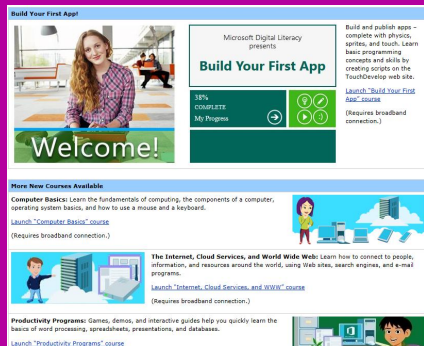 Build Your First App!
Build and publish apps –
complete with physics,
sprites, and touch. Learn
basic programming
concepts and skills by
creating scripts on the
TouchDevelop web site.
Launch "Build Your First
App" course
(Requires broadband
connection.)
Microsoft Digital Literacy
presents
Build Your First App
38%
COMPLETE
My Progress
Welcome!
More New Courses Available
Computer Basics: Learn the fundamentals of computing, the components of a computer,
operating system basics, and how to use a mouse and a keyboard.
Launch "Computer Basics" course
(Requires broadband connection.)
The Internet, Cloud Services, and World Wide Web: Learn how to connect to people,
information, and resources around the world, using Web sites, search engines, and e-mail
programs.
Launch "Internet, Cloud Services, and WWW" course
(Requires broadband connection.)
Productivity Programs: Games, demos, and interactive guides help you quickly learn the
basics of word processing, spreadsheets, presentations, and databases.
Launch "Productivity Programs" course